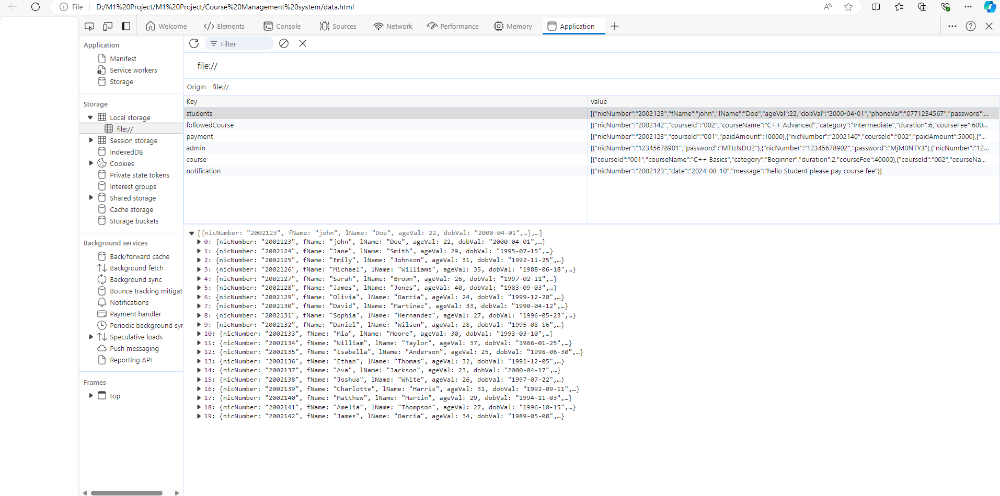 File D:/M1%20Project/M1%20Project/Course%20Management%20system/data.html
Welcome Elements Console Sources Network Performance Memory Application
Filter
Application
Manifest
Service workers
Storage
Storage
Local storage
file://
Session storage
IndexedDB
Cookies
Private state tokens
Interest groups
Shared storage
Cache storage
Storage buckets
Background services
Back/forward cache
Background fetch
Background sync
Bounce tracking mitigat
Notifications
Payment handler
Periodic background syn
Speculative loads
Push messaging
Reporting API
Frames
top
file://
Origin file://
Key Value
students [{"nicNumber":"2002123","fName":"john","lName":"Doe","ageVal":22,"dobVal":"2000-04-01","phoneVal":"0771234567","password":...
followedCourse [{"nicNumber":"2002142","courseId":"002","courseName":"C++ Advanced","category":"Intermediate","duration":6,"courseFee":600...
payment [{"nicNumber":"2002123","courseId":"001","paidAmount":10000},{"nicNumber":"2002140","courseId":"002","paidAmount":5000},{"...
admin [{"nicNumber":"12345678901","password":"MTIzNDU2"},{"nicNumber":"12345678902","password":"MjM0NTY3"},{"nicNumber":"12...
course [{"courseId":"001","courseName":"C++ Basics","category":"Beginner","duration":2,"courseFee":40000},{"courseId":"002","courseNa...
notification [{"nicNumber":"2002123","date":"2024-08-10","message":"hello Student please pay course fee"}]
[{nicNumber: "2002123", fName: "john", lName: "Doe", ageVal: 22, dobVal: "2000-04-01",…},…]
0: {nicNumber: "2002123", fName: "john", lName: "Doe", ageVal: 22, dobVal: "2000-04-01",…}
1: {nicNumber: "2002124", fName: "Jane", lName: "Smith", ageVal: 29, dobVal: "1995-07-15",…}
2: {nicNumber: "2002125", fName: "Emily", lName: "Johnson", ageVal: 31, dobVal: "1992-11-25",…}
3: {nicNumber: "2002126", fName: "Michael", lName: "Williams", ageVal: 35, dobVal: "1988-06-18",…}
4: {nicNumber: "2002127", fName: "Sarah", lName: "Brown", ageVal: 26, dobVal: "1997-02-11",…}
5: {nicNumber: "2002128", fName: "James", lName: "Jones", ageVal: 40, dobVal: "1983-09-03",…}
6: {nicNumber: "2002129", fName: "Olivia", lName: "Garcia", ageVal: 24, dobVal: "1999-12-20",…}
7: {nicNumber: "2002130", fName: "David", lName: "Martinez", ageVal: 33, dobVal: "1990-04-12",…}
8: {nicNumber: "2002131", fName: "Sophia", lName: "Hernandez", ageVal: 27, dobVal: "1996-05-23",…}
9: {nicNumber: "2002132", fName: "Daniel", lName: "Wilson", ageVal: 28, dobVal: "1995-08-16",…}
10: {nicNumber: "2002133", fName: "Mia", lName: "Moore", ageVal: 30, dobVal: "1993-03-10",…}
11: {nicNumber: "2002134", fName: "William", lName: "Taylor", ageVal: 37, dobVal: "1986-01-25",…}
12: {nicNumber: "2002135", fName: "Isabella", lName: "Anderson", ageVal: 25, dobVal: "1998-06-30",…}
13: {nicNumber: "2002136", fName: "Ethan", lName: "Thomas", ageVal: 32, dobVal: "1991-12-05",…}
14: {nicNumber: "2002137", fName: "Ava", lName: "Jackson", ageVal: 23, dobVal: "2000-04-17",…}
15: {nicNumber: "2002138", fName: "Joshua", lName: "White", ageVal: 26, dobVal: "1997-07-22",…}
16: {nicNumber: "2002139", fName: "Charlotte", lName: "Harris", ageVal: 31, dobVal: "1992-09-11",…}
17: {nicNumber: "2002140", fName: "Matthew", lName: "Martin", ageVal: 29, dobVal: "1994-11-03",…}
18: {nicNumber: "2002141", fName: "Amelia", lName: "Thompson", ageVal: 27, dobVal: "1996-10-15",…}
19: {nicNumber: "2002142", fName: "James", lName: "Garcia", ageVal: 34, dobVal: "1989-05-08",…}